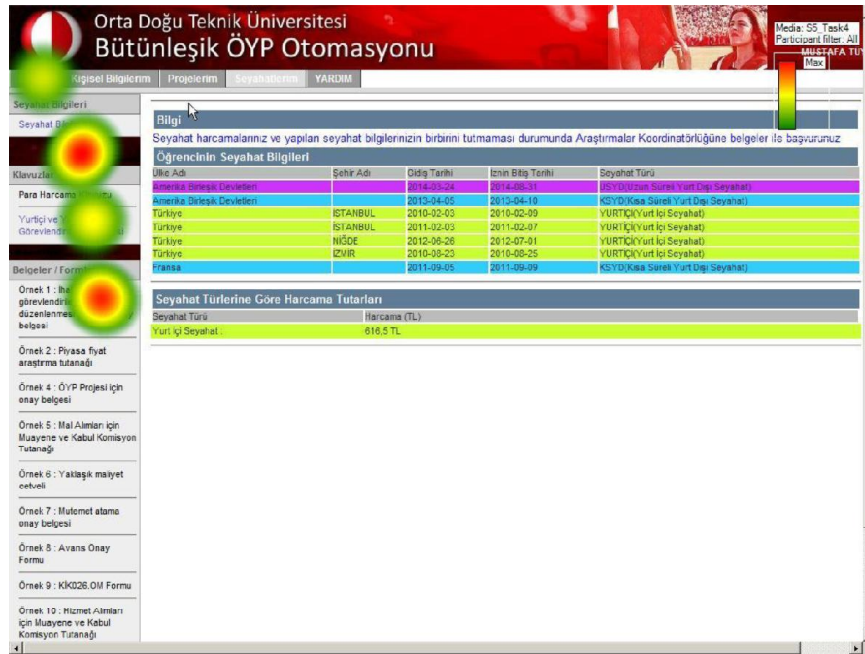 Orta Doğu Teknik Üniversitesi
Bütünleşik ÖYP Otomasyonu
Media: S5_Task4
Participant filter: All
MUSTAFA TU
Max
Kişisel Bilgilerim Projelerim Seyahatlerim YARDIM
Seyahat Bilgileri
Seyahat
Klavuzlar
Para Harcama
Yurtiçi ve
Belgeler / Form
Örnek 1 :
düzenlenmesi
belgesi
Örnek 2 : Piyasa fiyat
araştırma tutanağı
Örnek 4 : ÖYP Projesi için
onay belgesi
Örnek 5 : Mal Alımları için
Muayene ve Kabul Komisyon
Tutanağı
Örnek 6 : Yaklaşık maliyet
cetveli
Örnek 7 : Mutemet atama
onay belgesi
Örnek 8 : Avans Onay
Formu
Örnek 9 : KİK026.OM Formu
Örnek 10 : Hizmet Alımları
için Muayene ve Kabul
Komisyon Tutanağı
Bilgi
Seyahat harcamalarınız ve yapılan seyahat bilgilerinizin birbirini tutmaması durumunda Araştırmalar Koordinatörlüğüne belgeler ile başvurunuz
Öğrencinin Seyahat Bilgileri
Ülke Adı Şehir Adı Gidiş Tarihi İznin Bitiş Tarihi Seyahat Türü
Amerika Birleşik Devletleri 2014-03-24 2014-08-31 USYD(Uzun Süreli Yurt Dışı Seyahat)
Amerika Birleşik Devletleri 2013-04-05 2013-04-10 KSYD(Kısa Süreli Yurt Dışı Seyahat)
Türkiye İSTANBUL 2010-02-03 2010-02-09 YURTİÇİ(Yurt İçi Seyahat)
Türkiye İSTANBUL 2011-02-03 2011-02-07 YURTİÇİ(Yurt İçi Seyahat)
Türkiye NİĞDE 2012-06-26 2012-07-01 YURTİÇİ(Yurt İçi Seyahat)
Türkiye İZMİR 2010-08-23 2010-08-25 YURTİÇİ(Yurt İçi Seyahat)
Fransa 2011-09-05 2011-09-09 KSYD(Kısa Süreli Yurt Dışı Seyahat)
Seyahat Türlerine Göre Harcama Tutarları
Seyahat Türü Harcama (TL)
Yurt İçi Seyahat : 616,5 TL